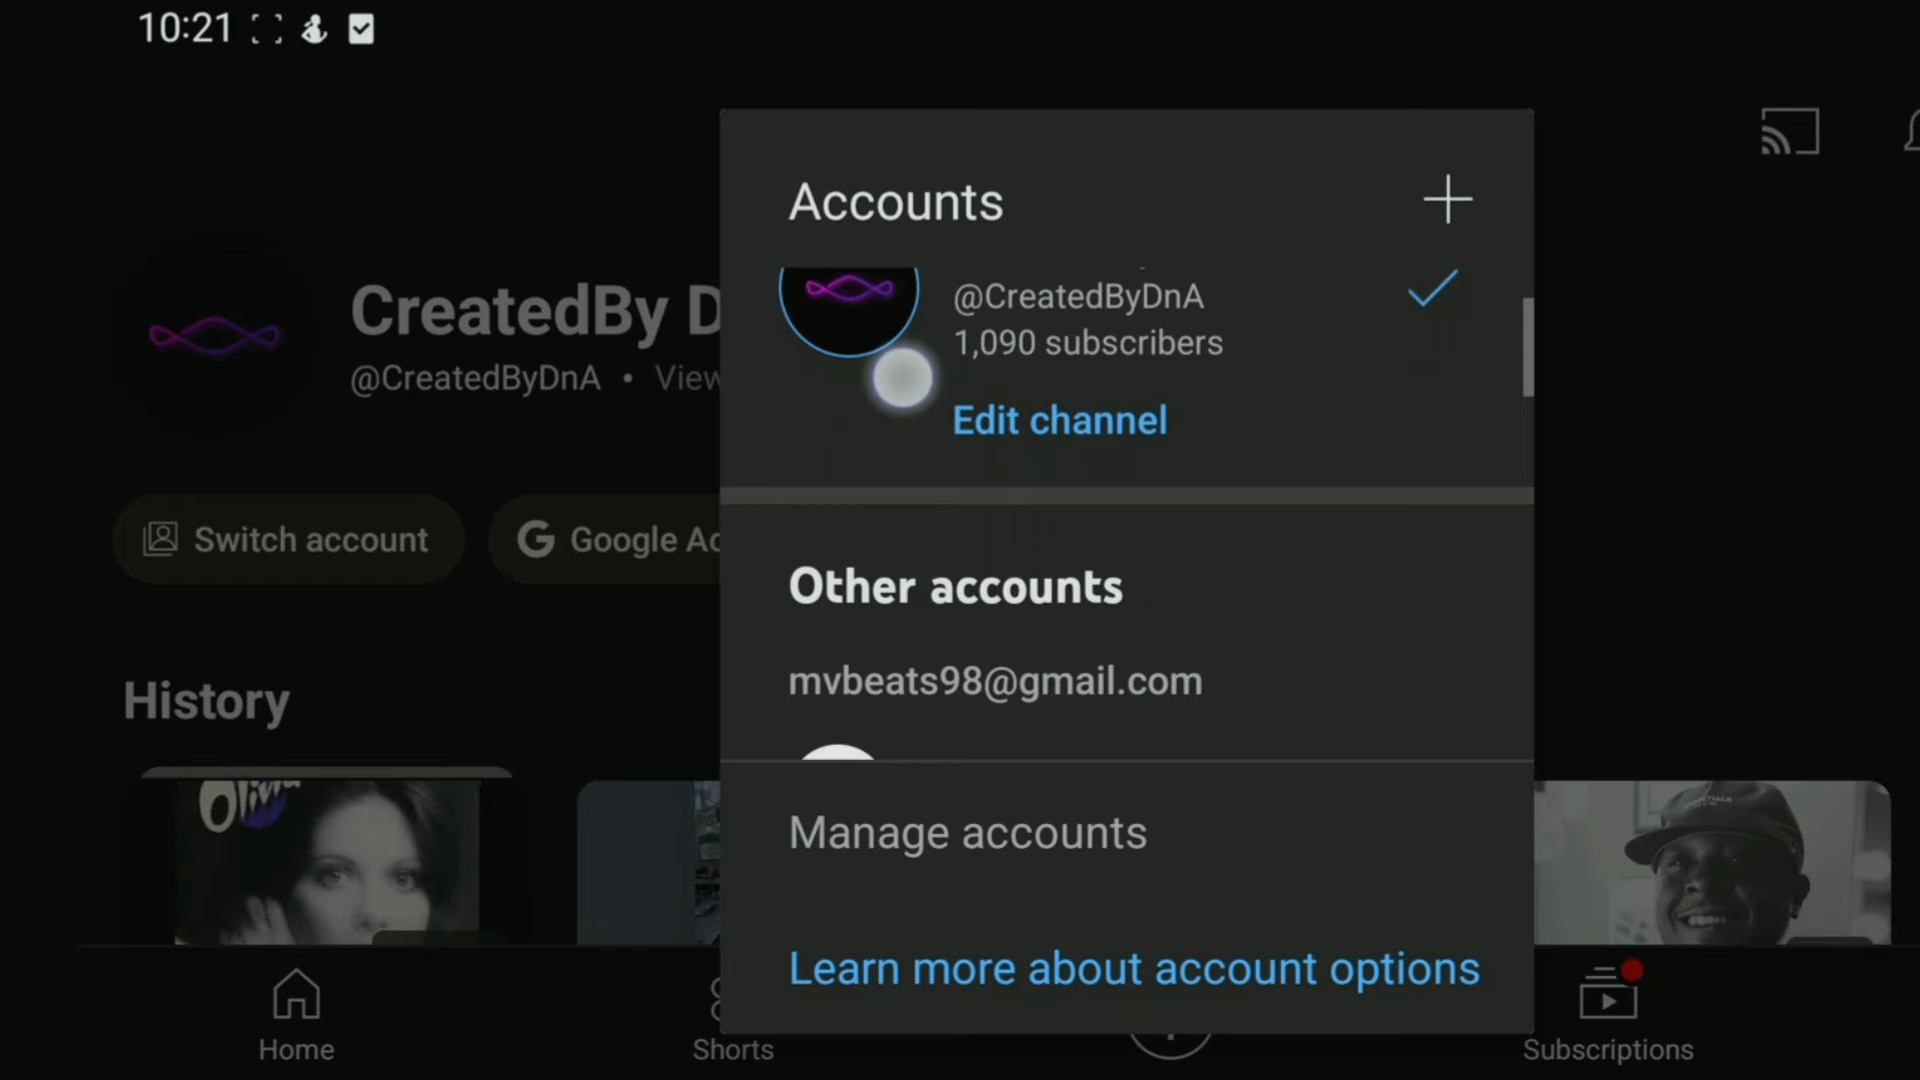 10:21
Accounts
CreatedBy D
@CreatedByDnA
1,090 subscribers
@CreatedByDnA • View
Edit channel
Switch account
Google Ac
Other accounts
mvbeats98@gmail.com
History
Olivia
Manage accounts
Learn more about account options
Home
Shorts
Subscriptions